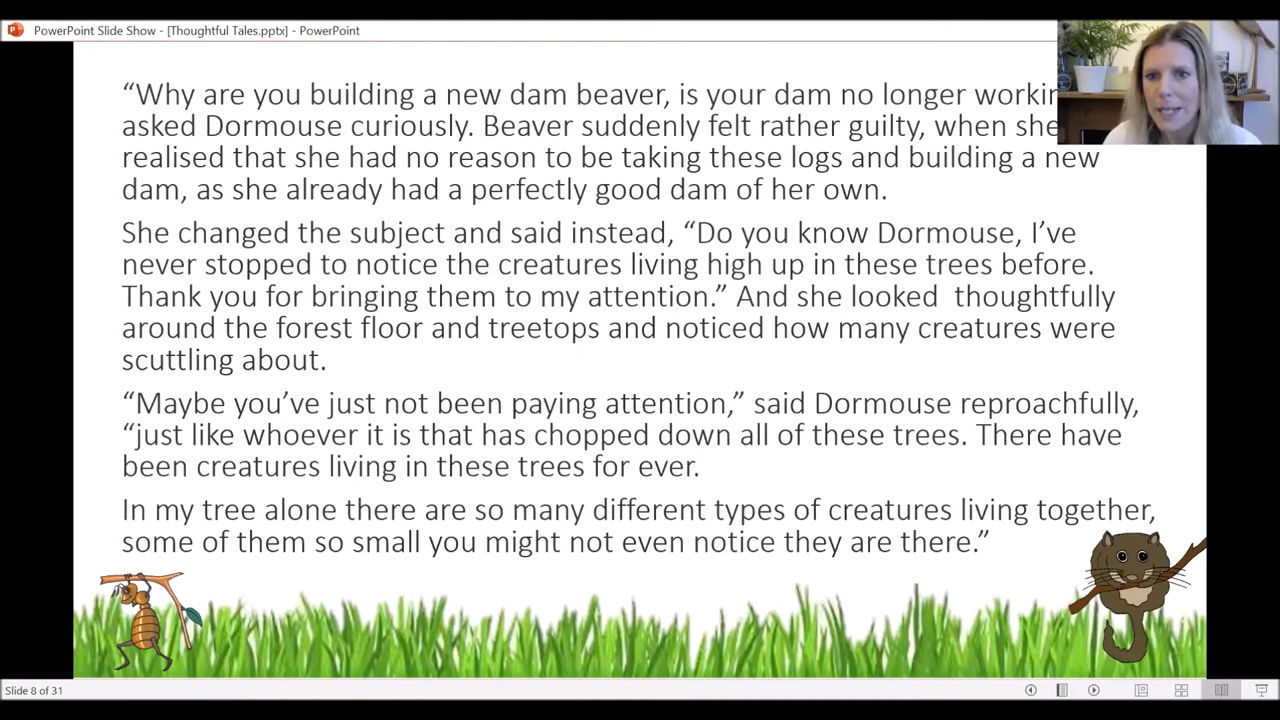 PowerPoint Slide Show - [Thoughtful Tales.pptx] - PowerPoint
“Why are you building a new dam beaver, is your dam no longer
asked Dormouse curiously. Beaver suddenly felt rather guilty, when she
realised that she had no reason to be taking these logs and building a new
dam, as she already had a perfectly good dam of her own.
She changed the subject and said instead, “Do you know Dormouse, I’ve
never stopped to notice the creatures living high up in these trees before.
Thank you for bringing them to my attention.” And she looked thoughtfully
around the forest floor and treetops and noticed how many creatures were
scuttling about.
“Maybe you’ve just not been paying attention,” said Dormouse reproachfully,
“just like whoever it is that has chopped down all of these trees. There have
been creatures living in these trees for ever.
In my tree alone there are so many different types of creatures living together,
some of them so small you might not even notice they are there.”
Slide 8 of 31